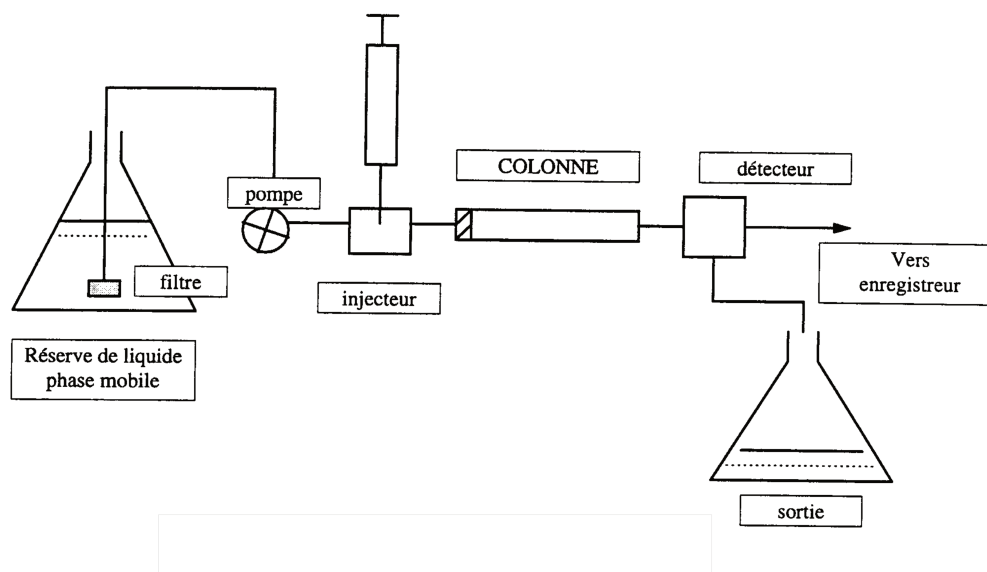 COLONNE
détecteur
pompe
filtre
injecteur
Vers
enregistreur
Réserve de liquide
phase mobile
sortie